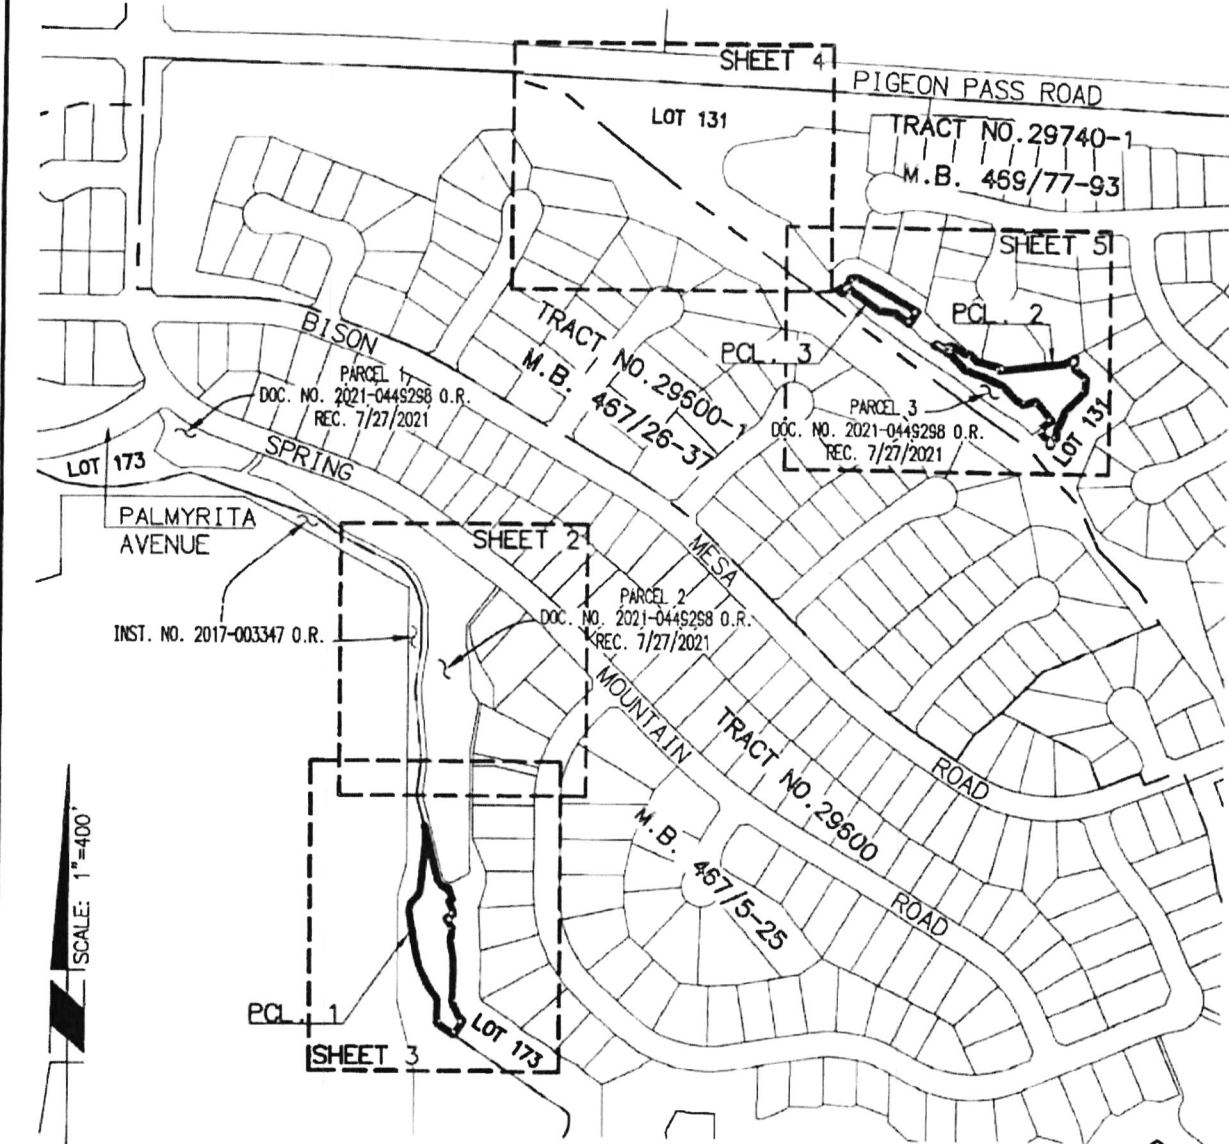 SHEET 4
PIGEON PASS ROAD
LOT 131
TRACT NO.29740-1
M.B. 469/77-93
SHEET 5
PCL. 2
PCL. 3
TRACT NO.29600-1
M.B. 467/26-37
BISON
PARCEL 1
DOC. NO. 2021-0449298 O.R.
REC. 7/27/2021
PARCEL 3
DOC. NO. 2021-0449298 O.R.
REC. 7/27/2021
LOT 131
SPRING
LOT 173
PALMYRITA
AVENUE
SHEET 2
MESA
PARCEL 2
DOC. NO. 2021-0449298 O.R.
REC. 7/27/2021
INST. NO. 2017-003347 O.R.
MOUNTAIN
TRACT NO.29600
M.B. 467/5-25
ROAD
ROAD
SCALE: 1"=400'
PCL. 1
LOT 173
SHEET 3